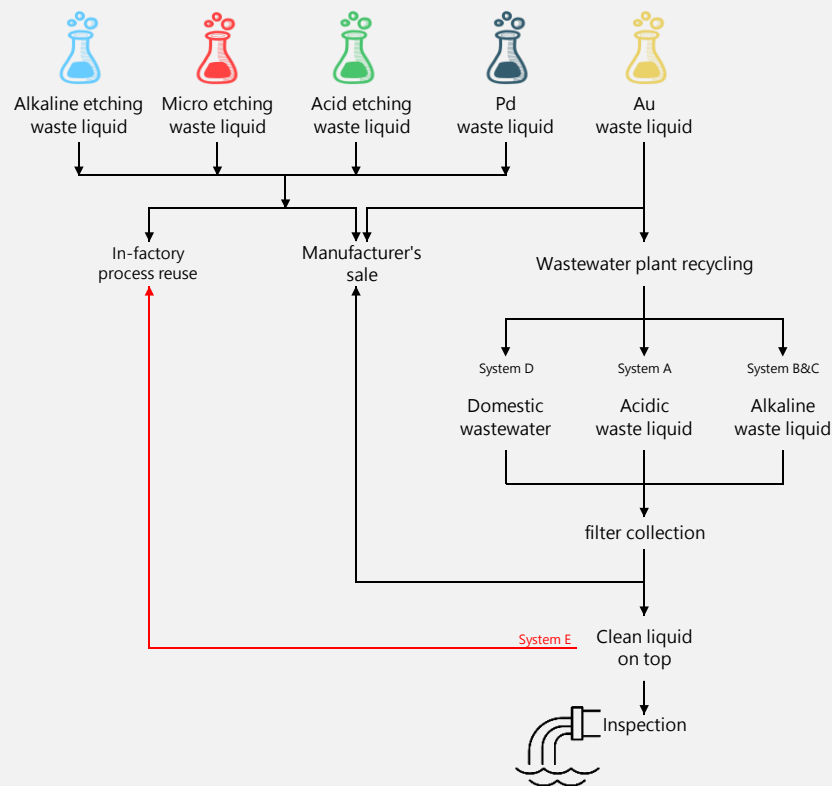 Alkaline etching
waste liquid
Micro etching
waste liquid
Acid etching
waste liquid
Pd
waste liquid
Au
waste liquid
In-factory
process reuse
Manufacturer's
sale
Wastewater plant recycling
System D
Domestic
wastewater
System A
Acidic
waste liquid
System B&C
Alkaline
waste liquid
filter collection
System E
Clean liquid
on top
Inspection